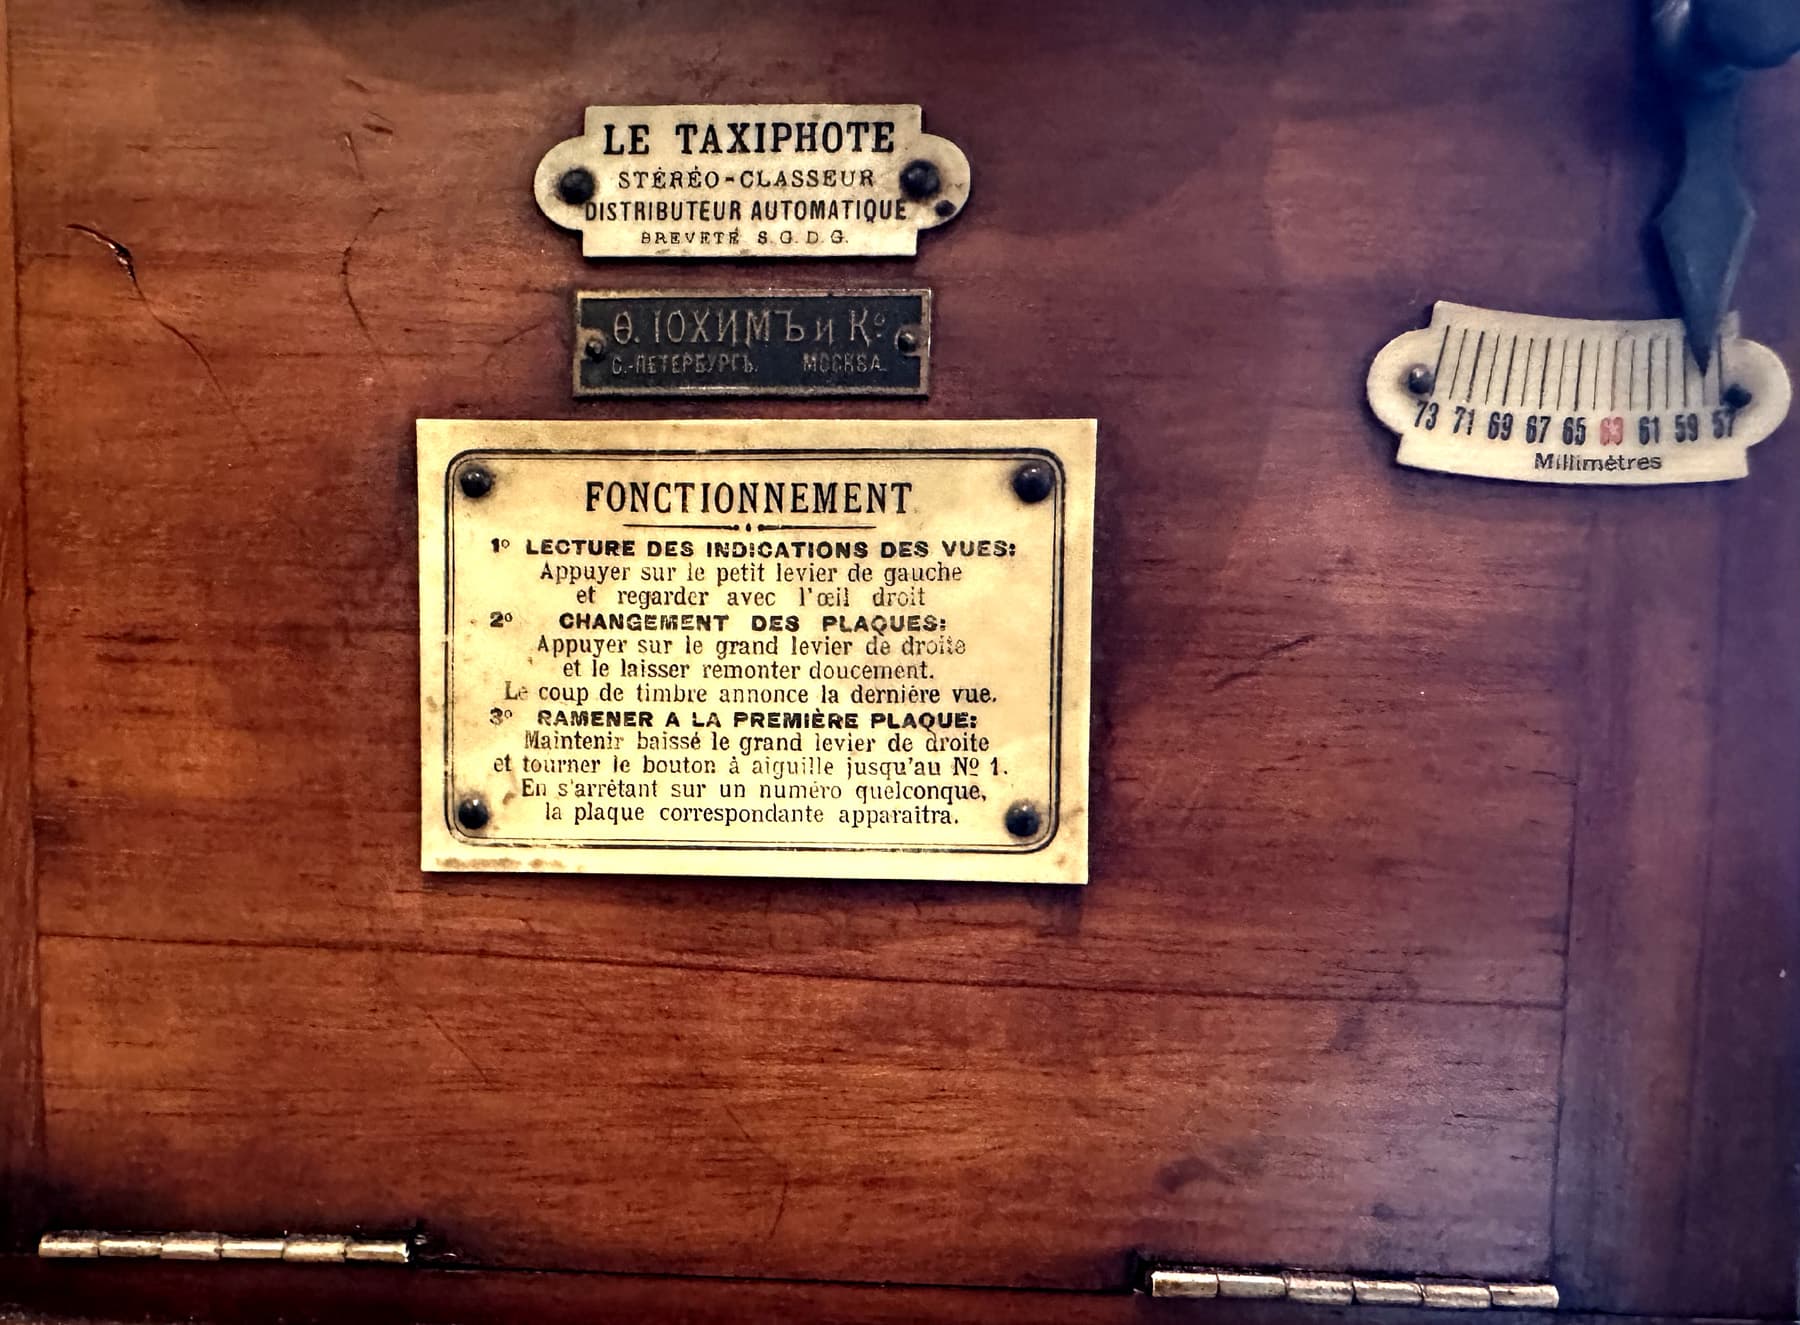 LE TAXIPHOTE
STÉRÉO-CLASSEUR
DISTRIBUTEUR AUTOMATIQUE
BREVETÉ S.G.D.G.
Ѳ. ІОХИМЪ и Кº
С.-ПЕТЕРБУРГЪ. МОСКВА.
FONCTIONNEMENT
1º LECTURE DES INDICATIONS DES VUES:
Appuyer sur le petit levier de gauche
et regarder avec l'œil droit
2º CHANGEMENT DES PLAQUES:
Appuyer sur le grand levier de droite
et le laisser remonter doucement.
Le coup de timbre annonce la dernière vue.
3º RAMENER A LA PREMIÈRE PLAQUE:
Maintenir baissé le grand levier de droite
et tourner le bouton à aiguille jusqu'au Nº 1.
En s'arrêtant sur un numéro quelconque,
la plaque correspondante apparaitra.
73 71 69 67 65 63 61 59 57
Millimètres